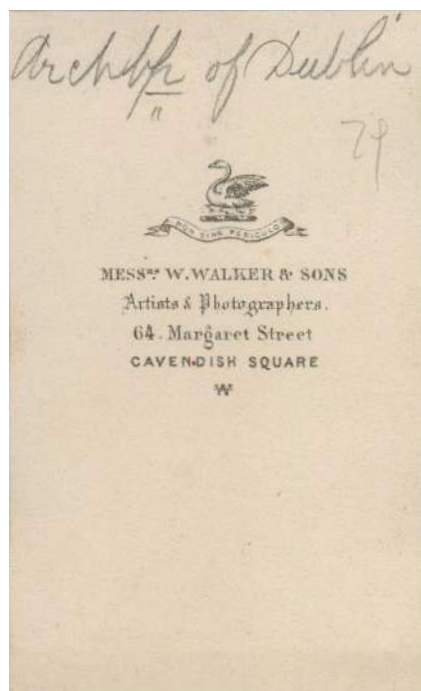 Archbp of Dublin
"
79
NON SINE PERICULO
MESSRS W. WALKER & SONS
Artists & Photographers.
64. Margaret Street
CAVENDISH SQUARE
W